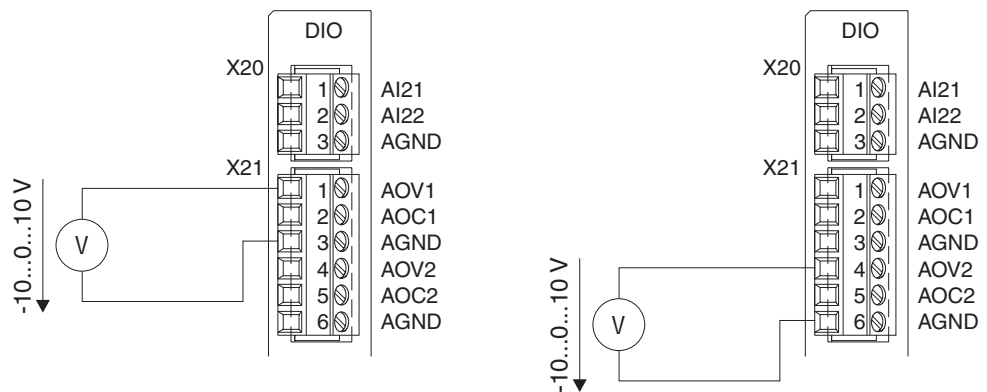 DIO
X20
1 AI21
2 AI22
3 AGND
X21
1 AOV1
2 AOC1
3 AGND
4 AOV2
5 AOC2
6 AGND
V
-10...0...10 V
DIO
X20
1 AI21
2 AI22
3 AGND
X21
1 AOV1
2 AOC1
3 AGND
4 AOV2
5 AOC2
6 AGND
V
-10...0...10 V